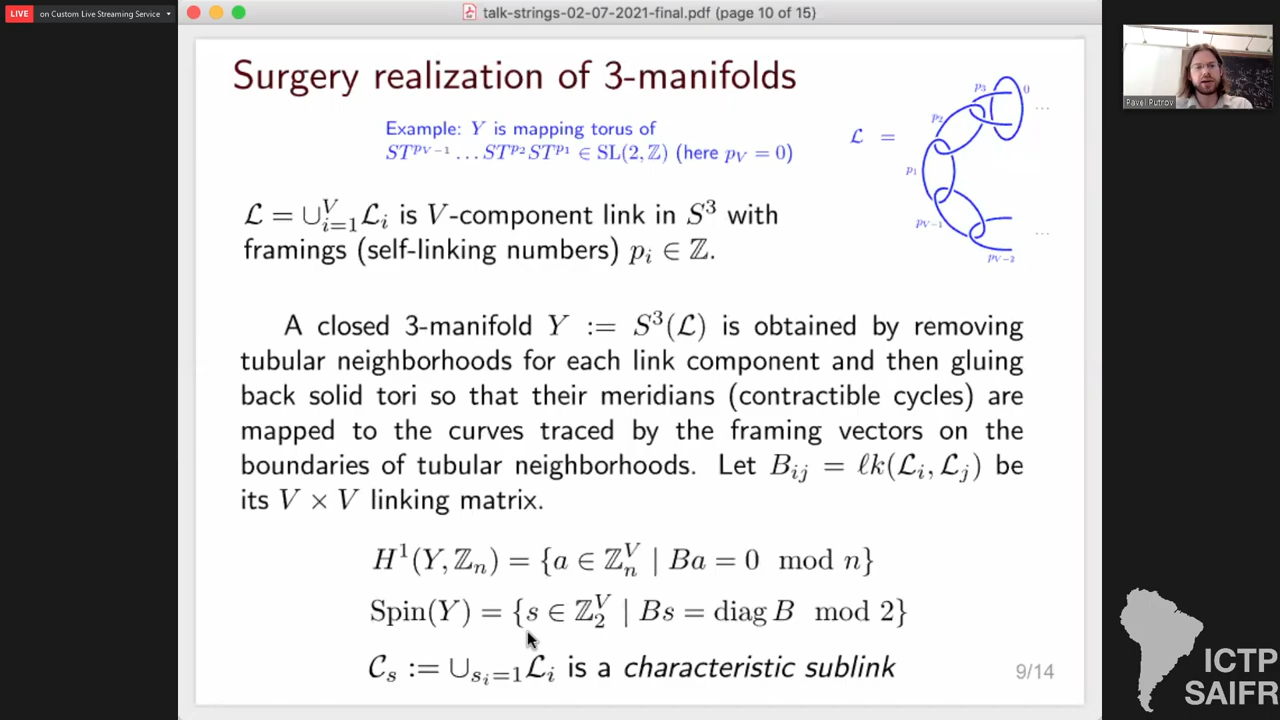 LIVE on Custom Live Streaming Service
talk-strings-02-07-2021-final.pdf (page 10 of 15)
Surgery realization of 3-manifolds
Example: Y is mapping torus of
ST^{p_{V-1}} … ST^{p_2}ST^{p_1} ∈ SL(2, ℤ) (here p_V = 0)
ℒ =
p_3
0
…
p_2
p_1
p_{V-1}
…
p_{V-2}
Pavel Putrov
ℒ = ∪_{i=1}^{V} ℒ_i is V-component link in S^3 with
framings (self-linking numbers) p_i ∈ ℤ.
A closed 3-manifold Y := S^3(ℒ) is obtained by removing
tubular neighborhoods for each link component and then gluing
back solid tori so that their meridians (contractible cycles) are
mapped to the curves traced by the framing vectors on the
boundaries of tubular neighborhoods. Let B_{ij} = ℓk(ℒ_i, ℒ_j) be
its V × V linking matrix.
H^1(Y, ℤ_n) = {a ∈ ℤ_n^V | Ba = 0 mod n}
Spin(Y) = {s ∈ ℤ_2^V | Bs = diag B mod 2}
𝒞_s := ∪_{s_i=1} ℒ_i is a characteristic sublink
9/14
ICTP
SAIFR